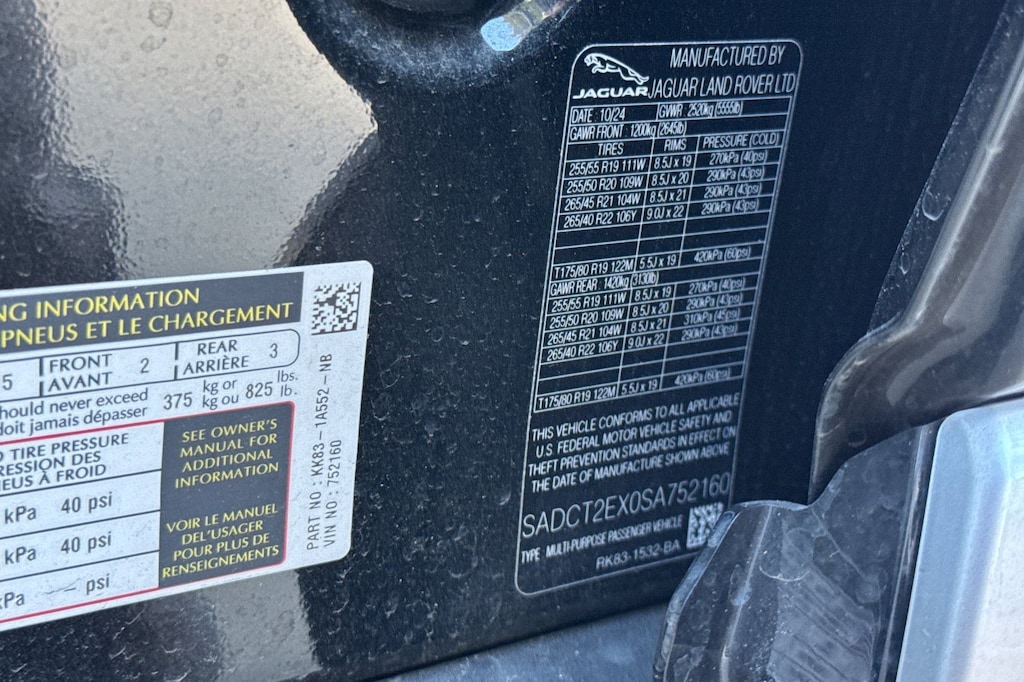 NG INFORMATION
PNEUS ET LE CHARGEMENT
5 FRONT AVANT 2 REAR ARRIÈRE 3
hould never exceed
doit jamais dépasser 375 kg or kg ou 825 lbs. lb.
TIRE PRESSURE
RESSION DES
NEUS À FROID
kPa 40 psi
kPa 40 psi
kPa — psi
SEE OWNER'S
MANUAL FOR
ADDITIONAL
INFORMATION
VOIR LE MANUEL
DEL'USAGER
POUR PLUS DE
RENSEIGNEMENTS
PART NO : KK83-1A552-NB
VIN NO : 752160
JAGUAR
MANUFACTURED BY
JAGUAR LAND ROVER LTD
DATE: 10/24 GVWR: 2520kg (5555lb)
GAWR FRONT: 1200kg (2645lb)
TIRES RIMS PRESSURE (COLD)
255/55 R19 111W 8.5J x 19 270kPa (40psi)
255/50 R20 109W 8.5J x 20 290kPa (43psi)
265/45 R21 104W 8.5J x 21 290kPa (43psi)
265/40 R22 106Y 9.0J x 22 290kPa (43psi)
T175/80 R19 122M 5.5J x 19 420kPa (60psi)
GAWR REAR: 1420kg (3130lb)
255/55 R19 111W 8.5J x 19 270kPa (40psi)
255/50 R20 109W 8.5J x 20 290kPa (43psi)
265/45 R21 104W 8.5J x 21 310kPa (45psi)
265/40 R22 106Y 9.0J x 22 290kPa (43psi)
T175/80 R19 122M 5.5J x 19 420kPa (60psi)
THIS VEHICLE CONFORMS TO ALL APPLICABLE
U.S. FEDERAL MOTOR VEHICLE SAFETY AND
THEFT PREVENTION STANDARDS IN EFFECT ON
THE DATE OF MANUFACTURE SHOWN ABOVE
SADCT2EX0SA752160
TYPE MULTI-PURPOSE PASSENGER VEHICLE
RK83-1532-BA